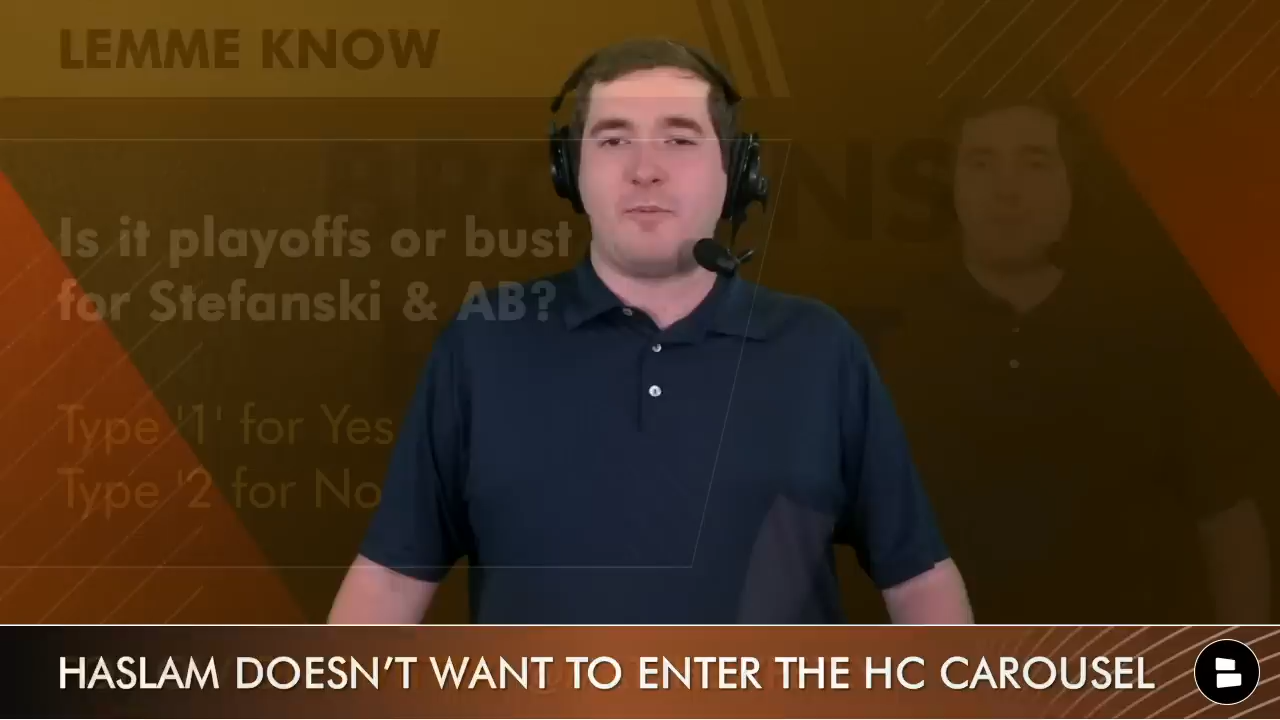 LEMME KNOW
Is it playoffs or bust
for Stefanski & AB?
Type '1' for Yes
Type '2 for No
HASLAM DOESN'T WANT TO ENTER THE HC CAROUSEL